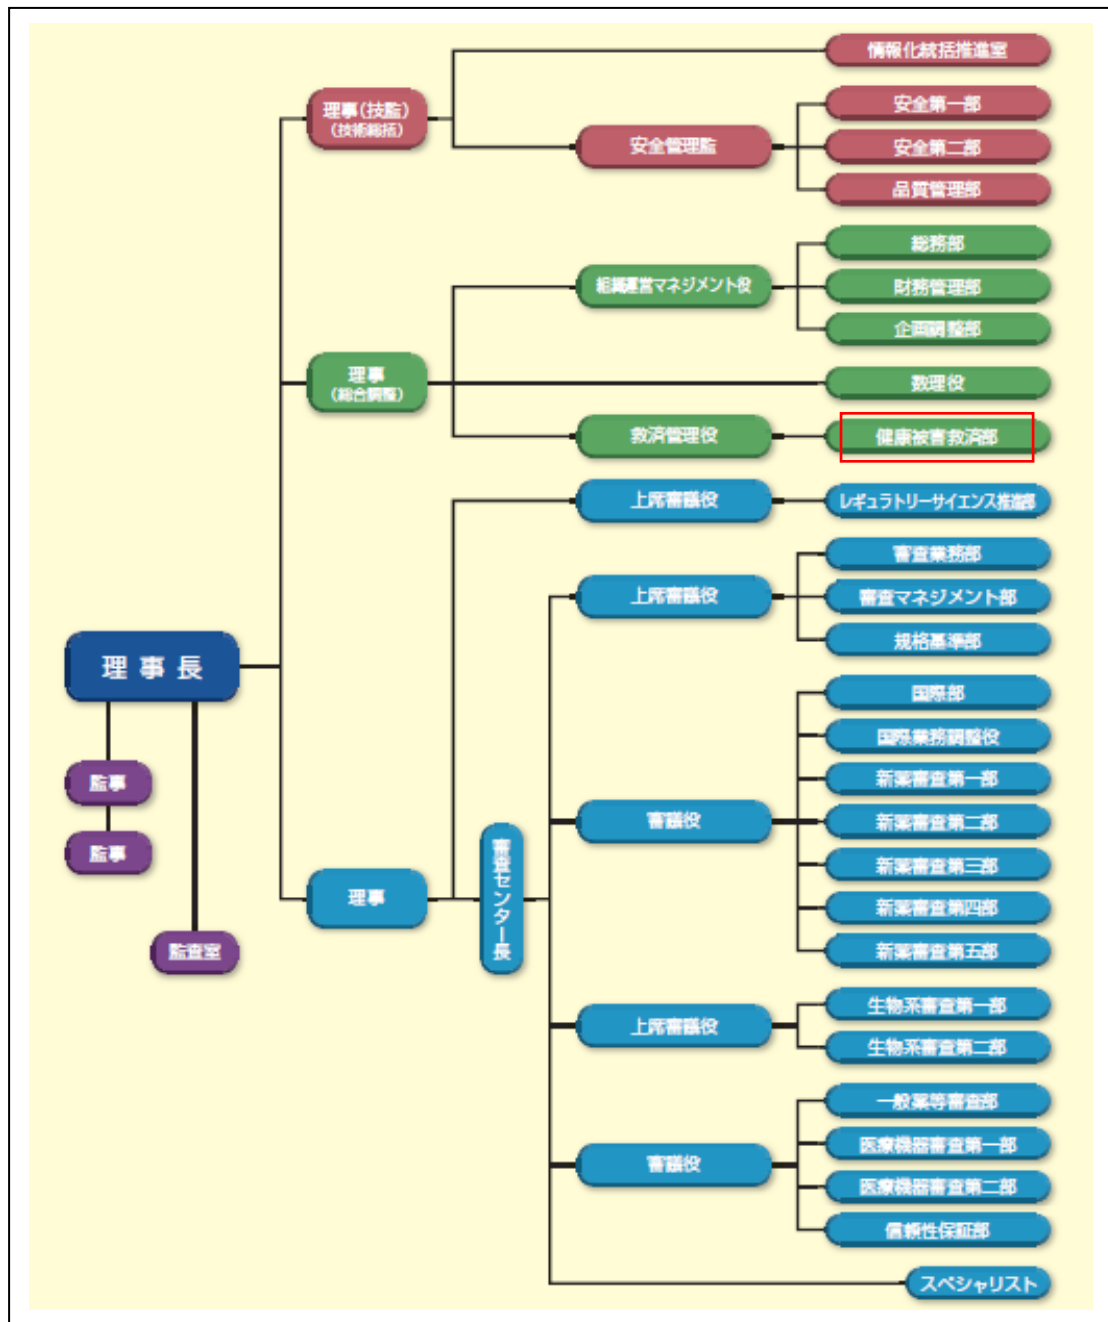 情報化統括推進室
理事(技監)
(技術総括)
安全第一部
安全管理監
安全第二部
品質管理部
総務部
組織運営マネジメント役
財務管理部
企画調整部
理事
(総合調整)
数理役
救済管理役
健康被害救済部
上席審議役
レギュラトリーサイエンス推進部
審査業務部
上席審議役
審査マネジメント部
規格基準部
理事長
国際部
国際業務調整役
監事
新薬審査第一部
審議役
新薬審査第二部
監事
新薬審査第三部
理事
審査センター長
新薬審査第四部
監査室
新薬審査第五部
生物系審査第一部
上席審議役
生物系審査第二部
一般薬等審査部
医療機器審査第一部
審議役
医療機器審査第二部
信頼性保証部
スペシャリスト